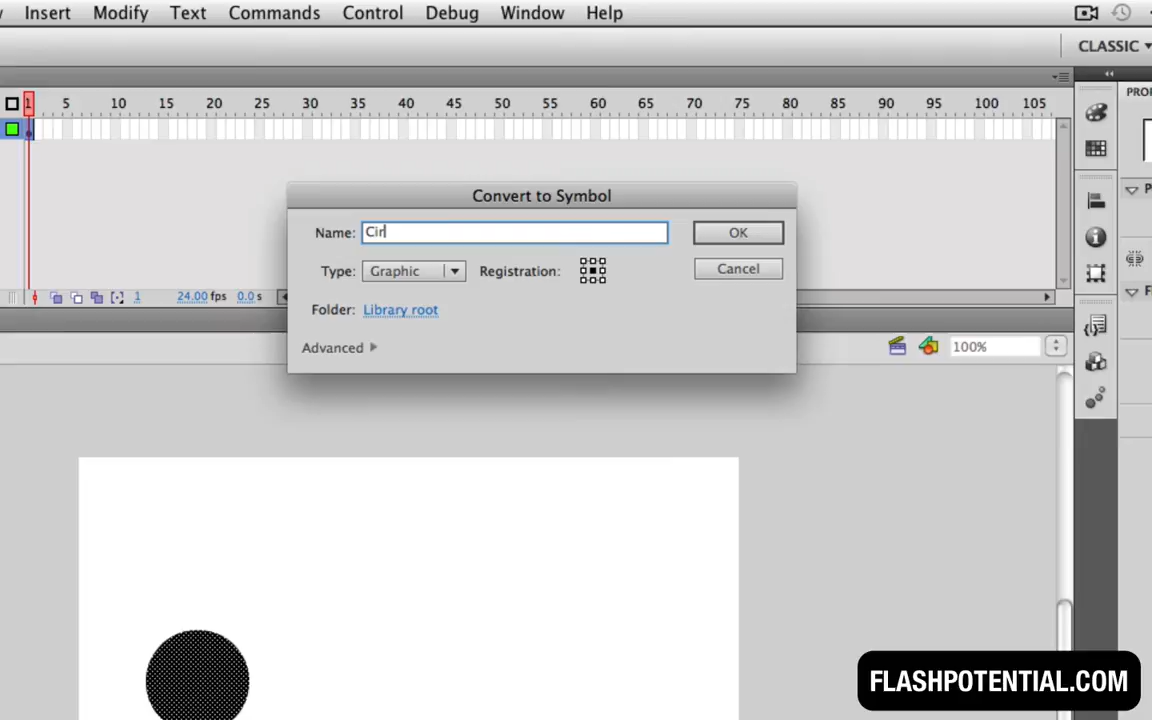 Insert Modify Text Commands Control Debug Window Help
CLASSIC
1 5 10 15 20 25 30 35 40 45 50 55 60 65 70 75 80 85 90 95 100 105
Convert to Symbol
Name: Cir OK
Type: Graphic Registration: Cancel
1 24.00 fps 0.0 s
Folder: Library root
Advanced
100%
FLASHPOTENTIAL.COM